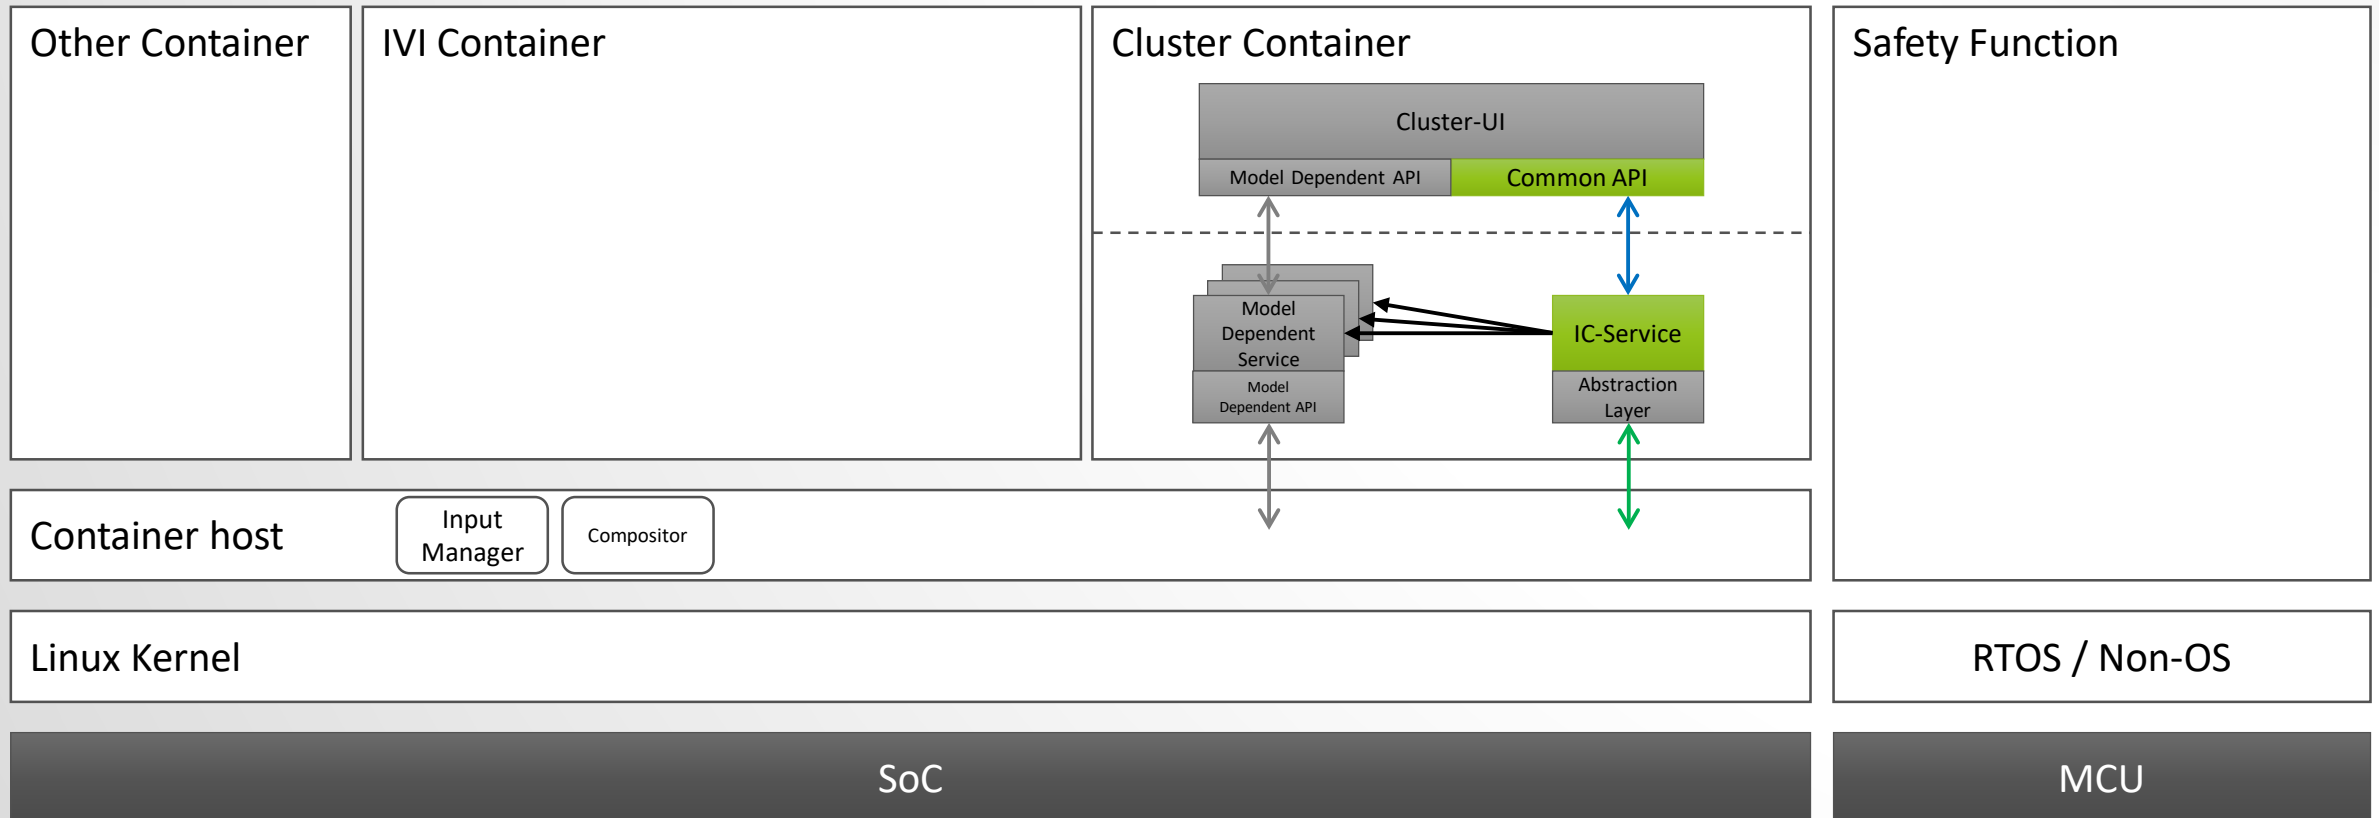 Other Container
IVI Container
Cluster Container
Safety Function
Cluster-UI
Model Dependent API
Common API
Model
Dependent
Service
IC-Service
Model
Dependent API
Abstraction
Layer
Container host
Input
Manager
Compositor
Linux Kernel
RTOS / Non-OS
SoC
MCU